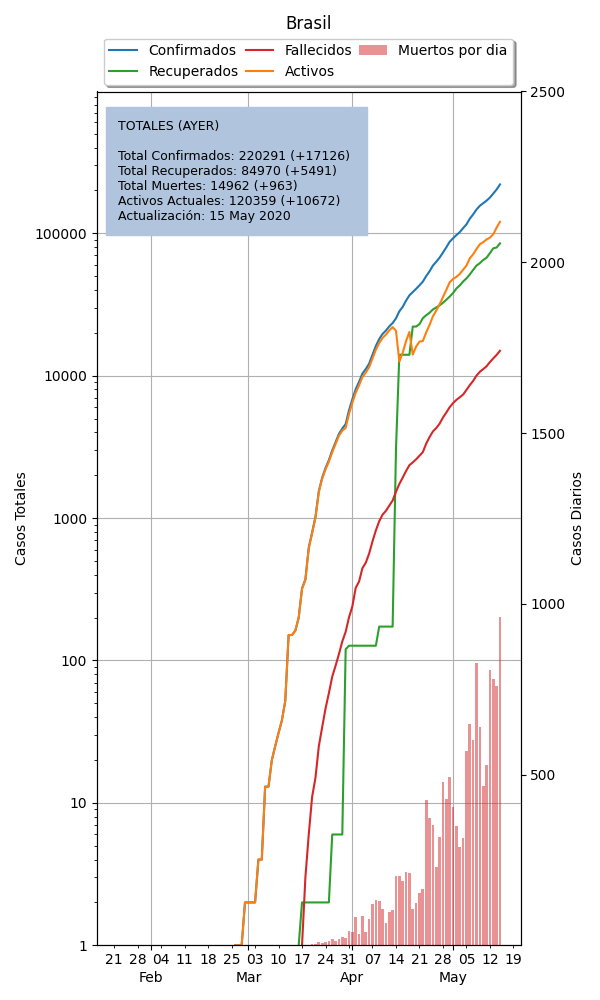 Brasil
Confirmados
Fallecidos
Muertos por dia
Recuperados
Activos
TOTALES (AYER)
Total Confirmados: 220291 (+17126)
Total Recuperados: 84970 (+5491)
Total Muertes: 14962 (+963)
Activos Actuales: 120359 (+10672)
Actualización: 15 May 2020
100000
10000
1000
100
10
1
Casos Totales
2500
2000
1500
1000
500
Casos Diarios
21 28 04 11 18 25 03 10 17 24 31 07 14 21 28 05 12 19
Feb Mar Apr May